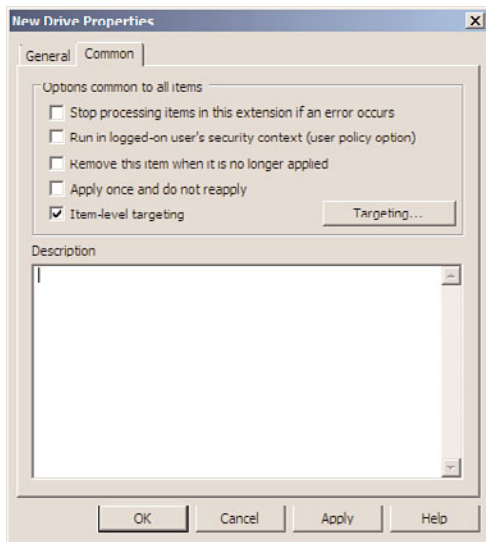 New Drive Properties
General
Common
Options common to all items
Stop processing items in this extension if an error occurs
Run in logged-on user's security context (user policy option)
Remove this item when it is no longer applied
Apply once and do not reapply
Item-level targeting
Targeting...
Description
OK
Cancel
Apply
Help